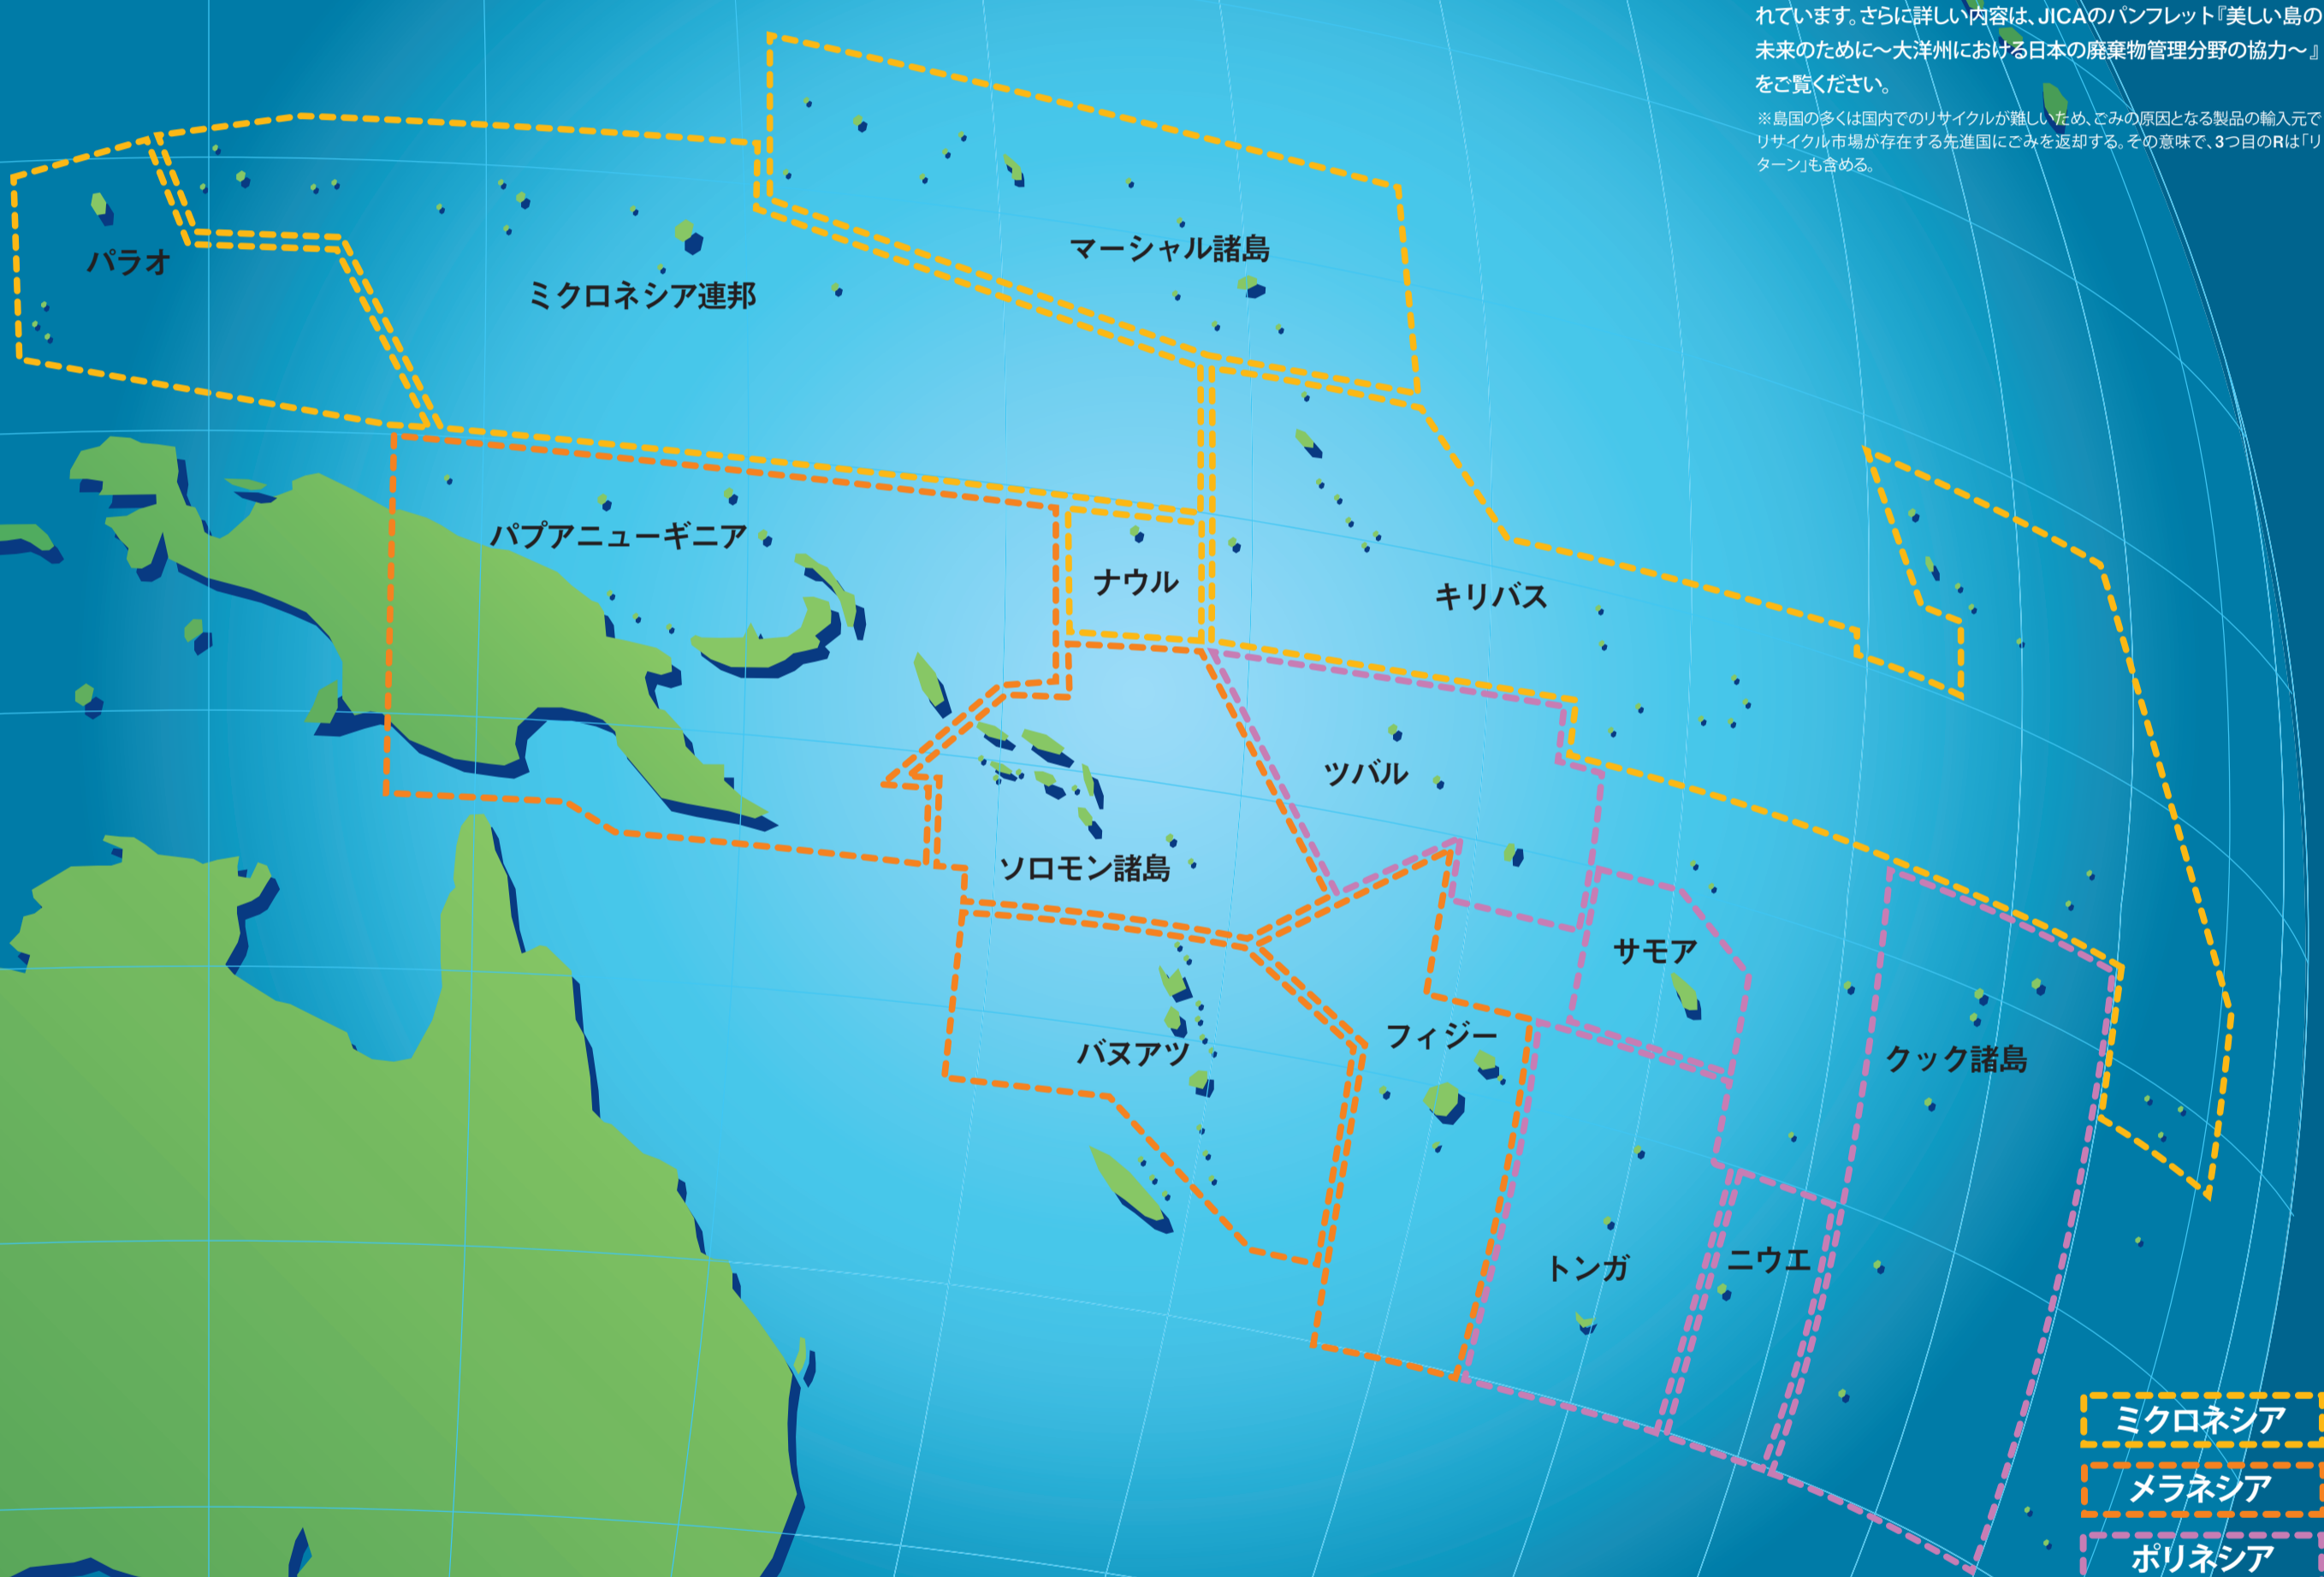 れています。さらに詳しい内容は、JICAのパンフレット『美しい島の
未来のために〜大洋州における日本の廃棄物管理分野の協力〜』
をご覧ください。
※島国の多くは国内でのリサイクルが難しいため、ごみの原因となる製品の輸入元で
リサイクル市場が存在する先進国にごみを返却する。その意味で、3つ目のRは「リ
ターン」も含める。
マーシャル諸島
パラオ
ミクロネシア連邦
パプアニューギニア
ナウル
キリバス
ツバル
ソロモン諸島
サモア
フィジー
バヌアツ
クック諸島
トンガ
ニウエ
ミクロネシア
メラネシア
ポリネシア